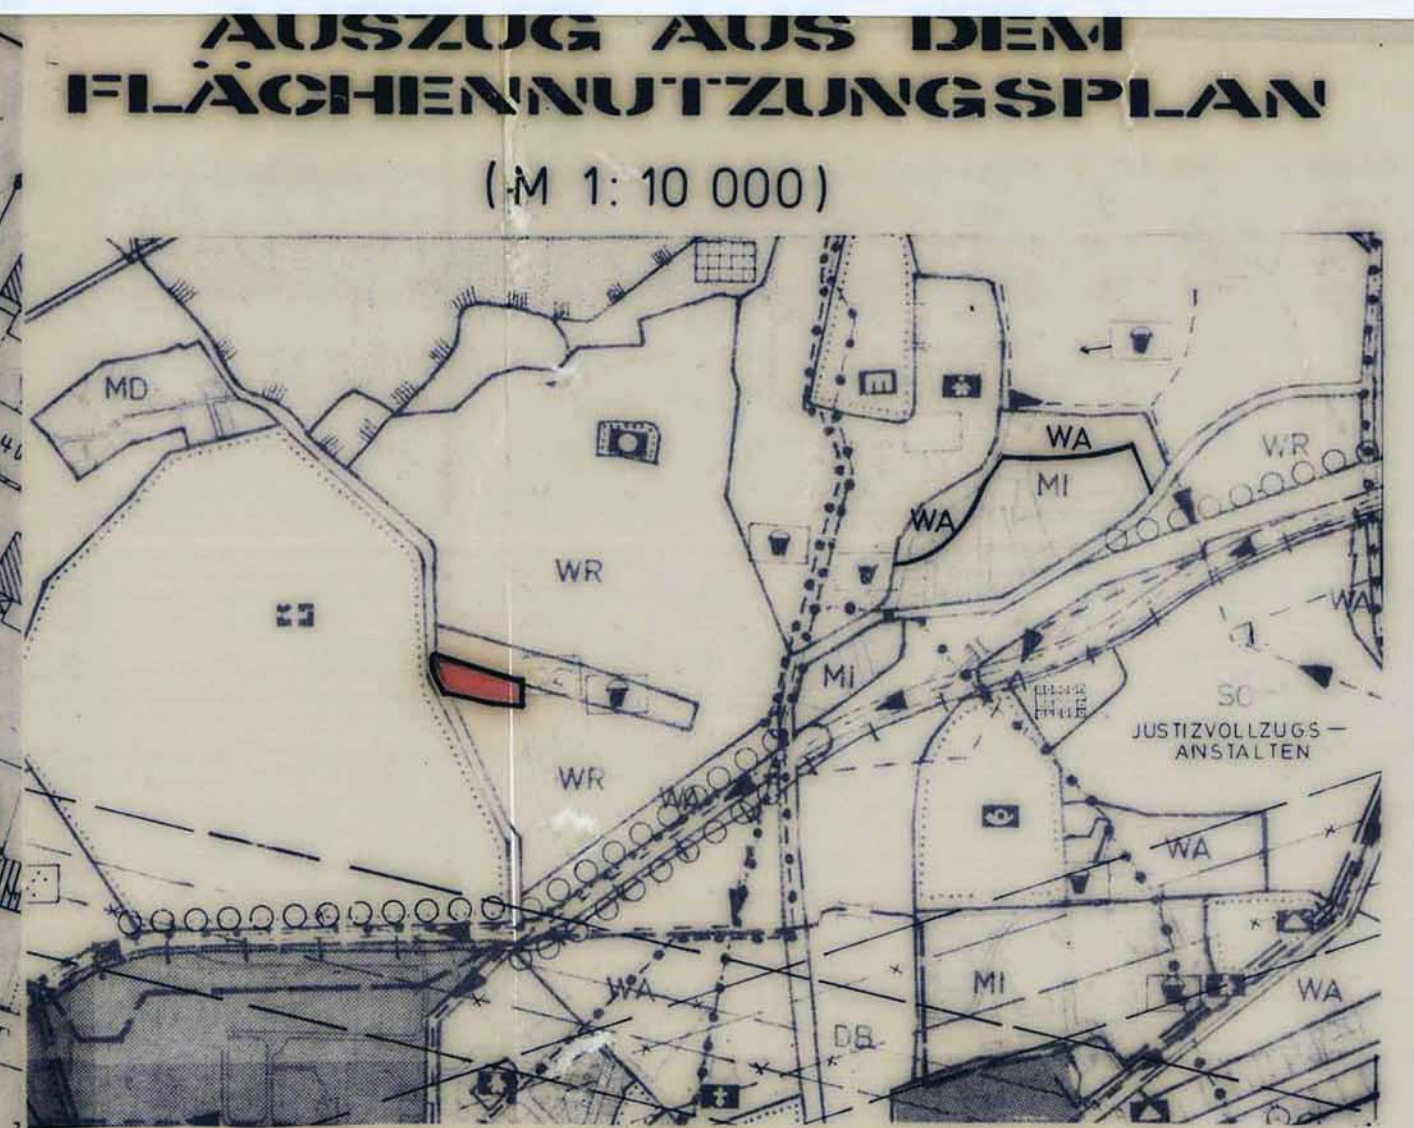 AUSZUG AUS DEM
FLÄCHENNUTZUNGSPLAN
(M 1: 10 000)
MD
WA
WR
MI
WA
WR
WA
MI
SO
JUSTIZVOLLZUGS-
ANSTALTEN
WR
WA
WA
WA
MI
WA
DB